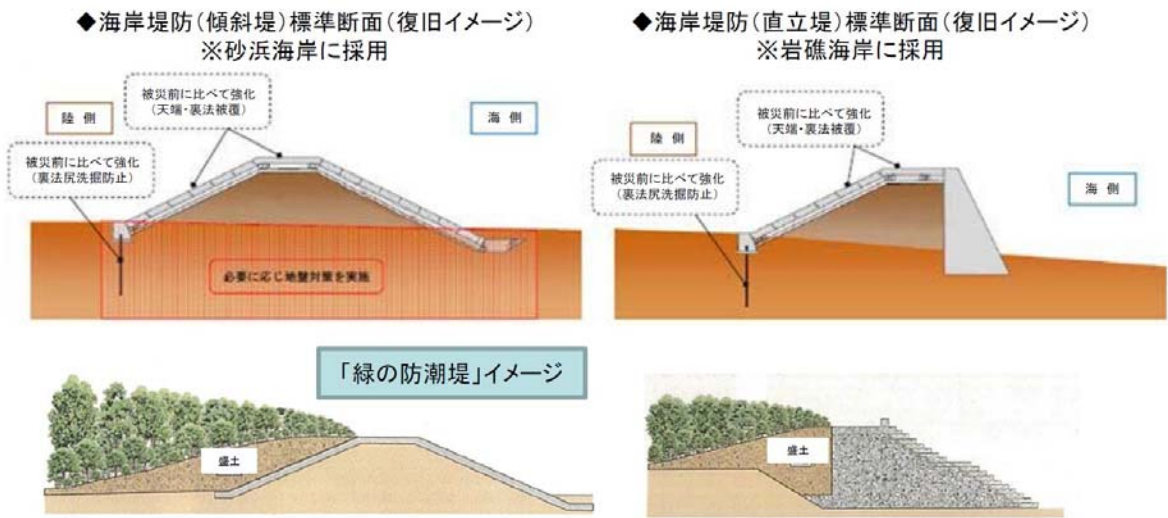 ◆海岸堤防(傾斜堤)標準断面(復旧イメージ)
※砂浜海岸に採用
被災前に比べて強化
(天端・裏法被覆)
陸 側
海 側
被災前に比べて強化
(裏法尻洗掘防止)
必要に応じ地盤対策を実施
◆海岸堤防(直立堤)標準断面(復旧イメージ)
※岩礁海岸に採用
被災前に比べて強化
(天端・裏法被覆)
陸 側
被災前に比べて強化
(裏法尻洗掘防止)
海 側
「緑の防潮堤」イメージ
盛土
盛土